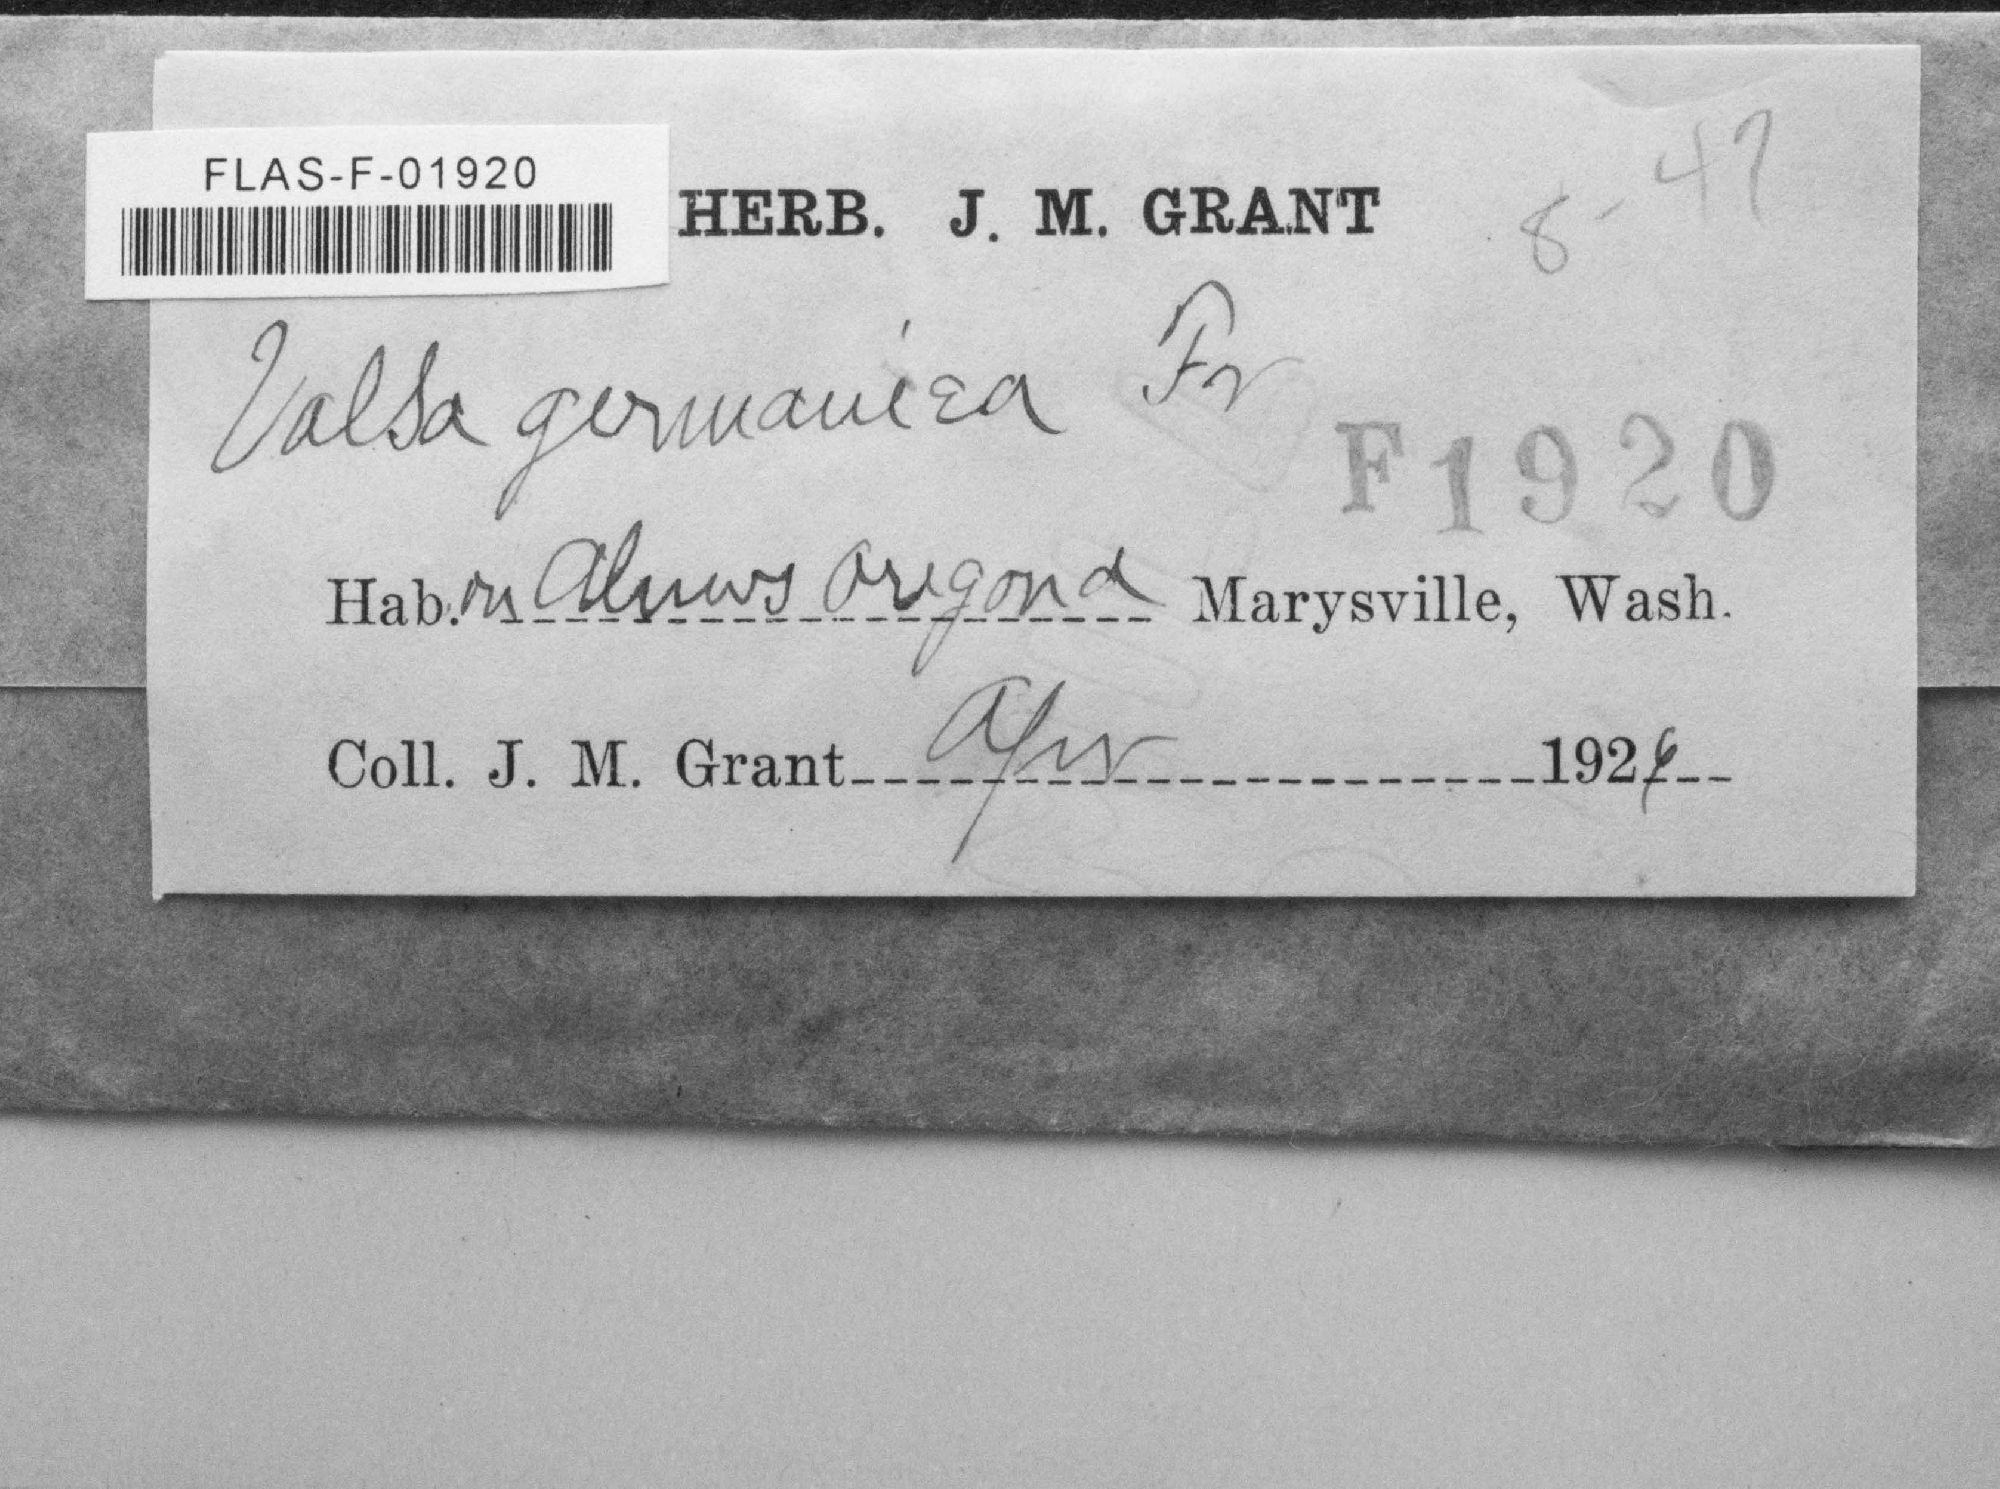 FLAS-F-01920
8-47
HERB. J. M. GRANT
Valsa germanica Fr
F1920
Hab. on Alnus oregona Marysville, Wash.
Coll. J. M. Grant Apr 1926